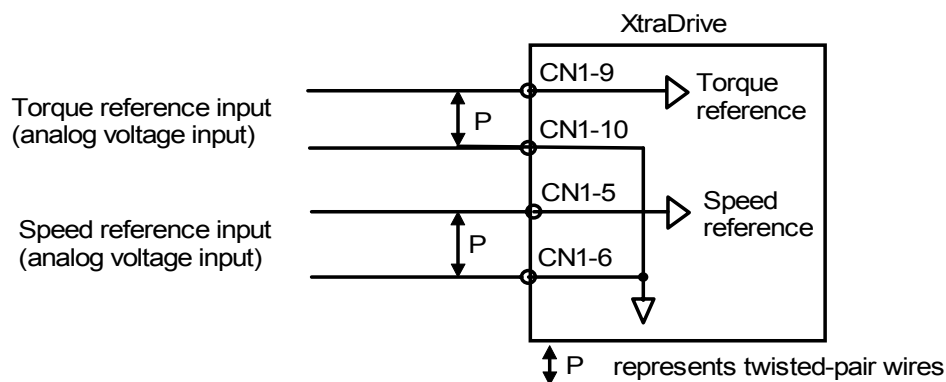 XtraDrive
CN1-9
Torque
reference
Torque reference input
(analog voltage input)
P
CN1-10
CN1-5
Speed
reference
Speed reference input
(analog voltage input)
P
CN1-6
P represents twisted-pair wires